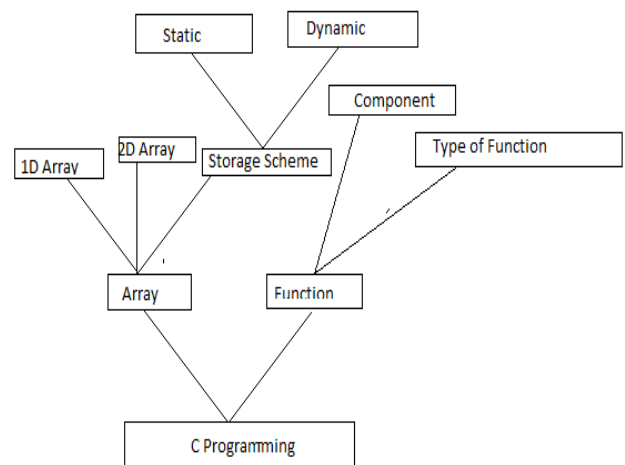 Static
Dynamic
Component
1D Array
2D Array
Storage Scheme
Type of Function
Array
Function
C Programming